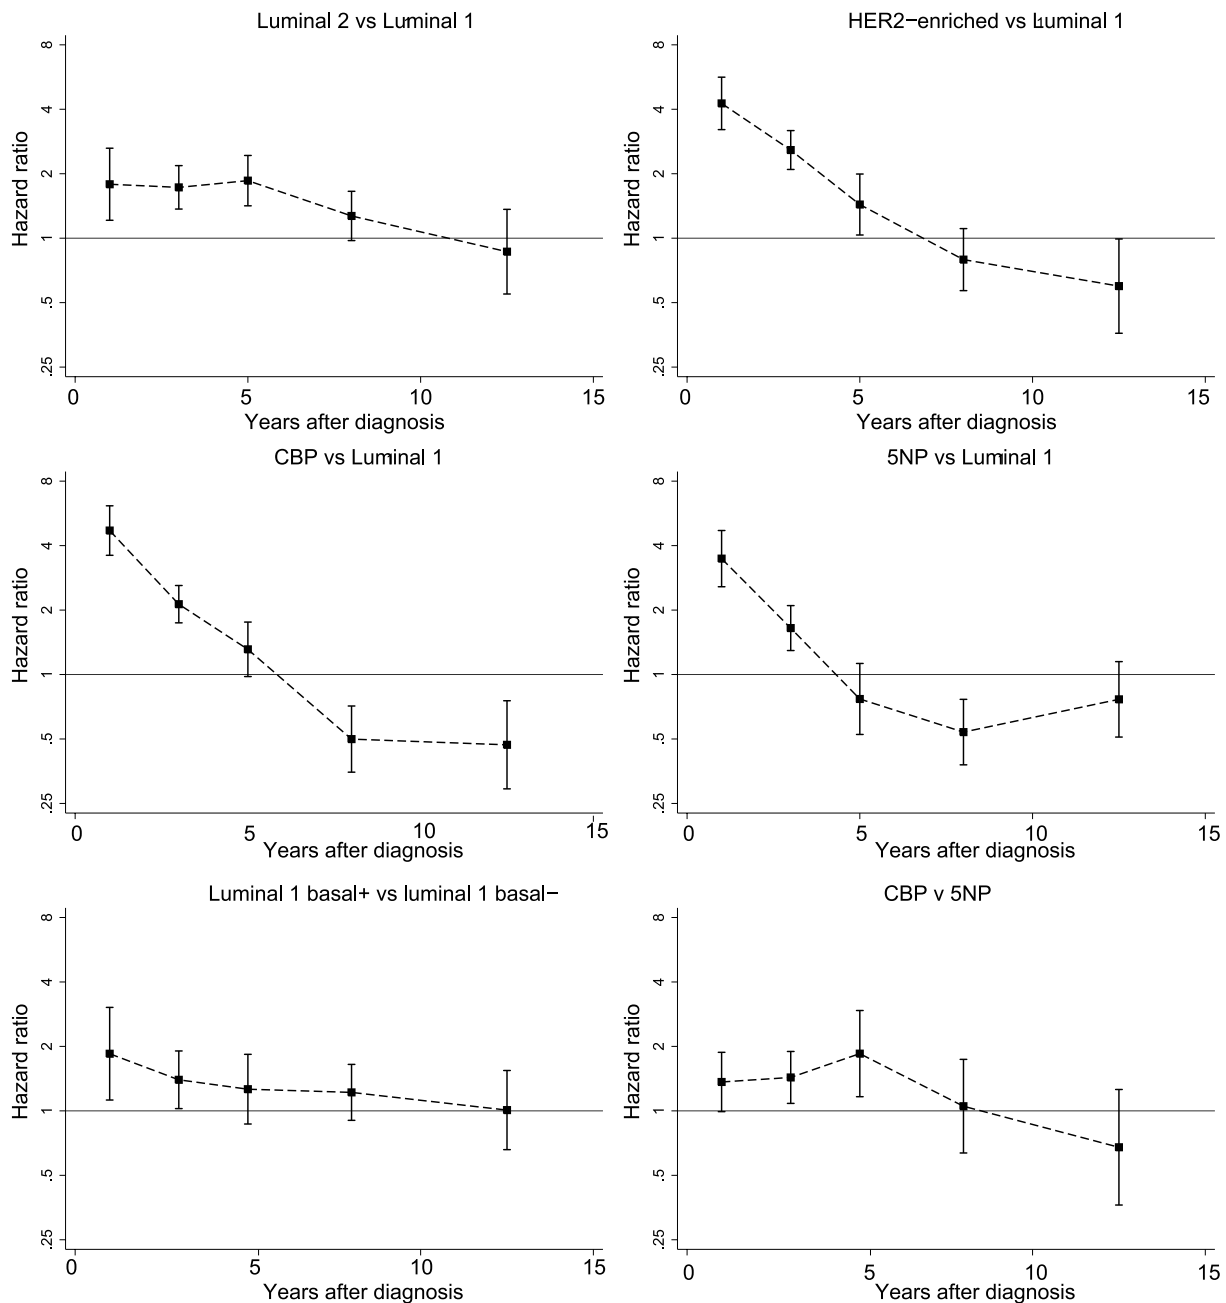 Luminal 2 vs Luminal 1
Hazard ratio
8
4
2
1
.5
.25
0 5 10 15
Years after diagnosis
HER2−enriched vs Luminal 1
Hazard ratio
8
4
2
1
.5
.25
0 5 10 15
Years after diagnosis
CBP vs Luminal 1
Hazard ratio
8
4
2
1
.5
.25
0 5 10 15
Years after diagnosis
5NP vs Luminal 1
Hazard ratio
8
4
2
1
.5
.25
0 5 10 15
Years after diagnosis
Luminal 1 basal+ vs luminal 1 basal−
Hazard ratio
8
4
2
1
.5
.25
0 5 10 15
Years after diagnosis
CBP v 5NP
Hazard ratio
8
4
2
1
.5
.25
0 5 10 15
Years after diagnosis